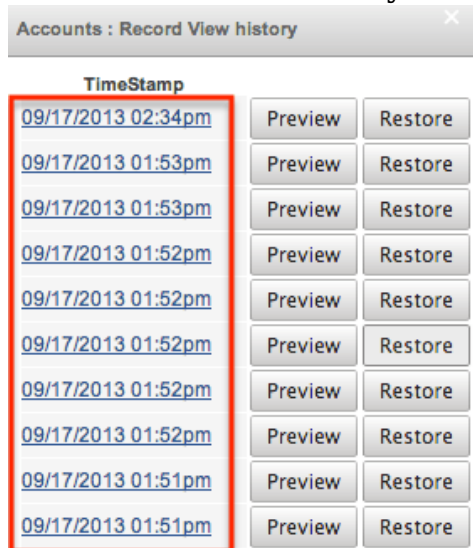 Accounts : Record View history
TimeStamp
09/17/2013 02:34pm Preview Restore
09/17/2013 01:53pm Preview Restore
09/17/2013 01:53pm Preview Restore
09/17/2013 01:52pm Preview Restore
09/17/2013 01:52pm Preview Restore
09/17/2013 01:52pm Preview Restore
09/17/2013 01:52pm Preview Restore
09/17/2013 01:52pm Preview Restore
09/17/2013 01:51pm Preview Restore
09/17/2013 01:51pm Preview Restore